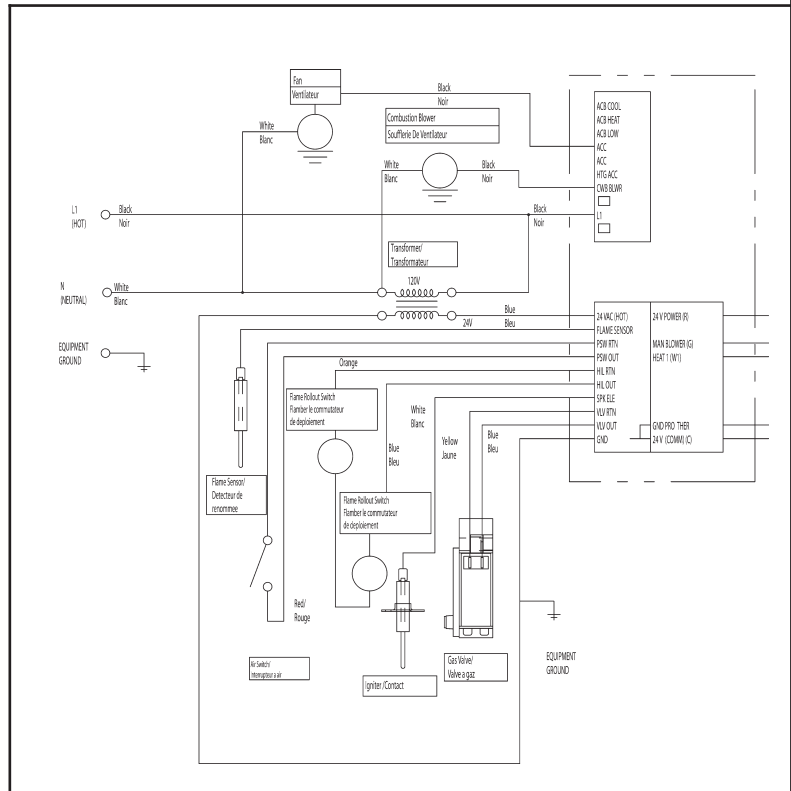 Fan
Ventilateur
Black
Noir
Combustion Blower
Soufflerie De Ventilateur
White
Blanc
White
Blanc
Black
Noir
ACB COOL
ACB HEAT
ACB LOW
ACC
ACC
HTG ACC
CWB BLWR
L1
L1
(HOT)
Black
Noir
Black
Noir
Transformer/
Transformateur
120V
N
(NEUTRAL)
White
Blanc
24V
Blue
Bleu
EQUIPMENT
GROUND
24 VAC (HOT)
FLAME SENSOR
PSW RTN
PSW OUT
HIL RTN
HIL OUT
SPK ELE
VLV RTN
VLV OUT
GND
24 V POWER (R)
MAN BLOWER (G)
HEAT 1 (W1)
GND PRO THER
24 V (COMM) (C)
Orange
Flame Rollout Switch
Flamber le commutateur
de deploiement
White
Blanc
Yellow
Jaune
Blue
Bleu
Blue
Bleu
Flame Sensor/
Detecteur de
renommee
Flame Rollout Switch
Flamber le commutateur
de deploiement
Red/
Rouge
Air Switch/
Interrupteur a air
Igniter /Contact
Gas Valve/
Valve a gaz
EQUIPMENT
GROUND